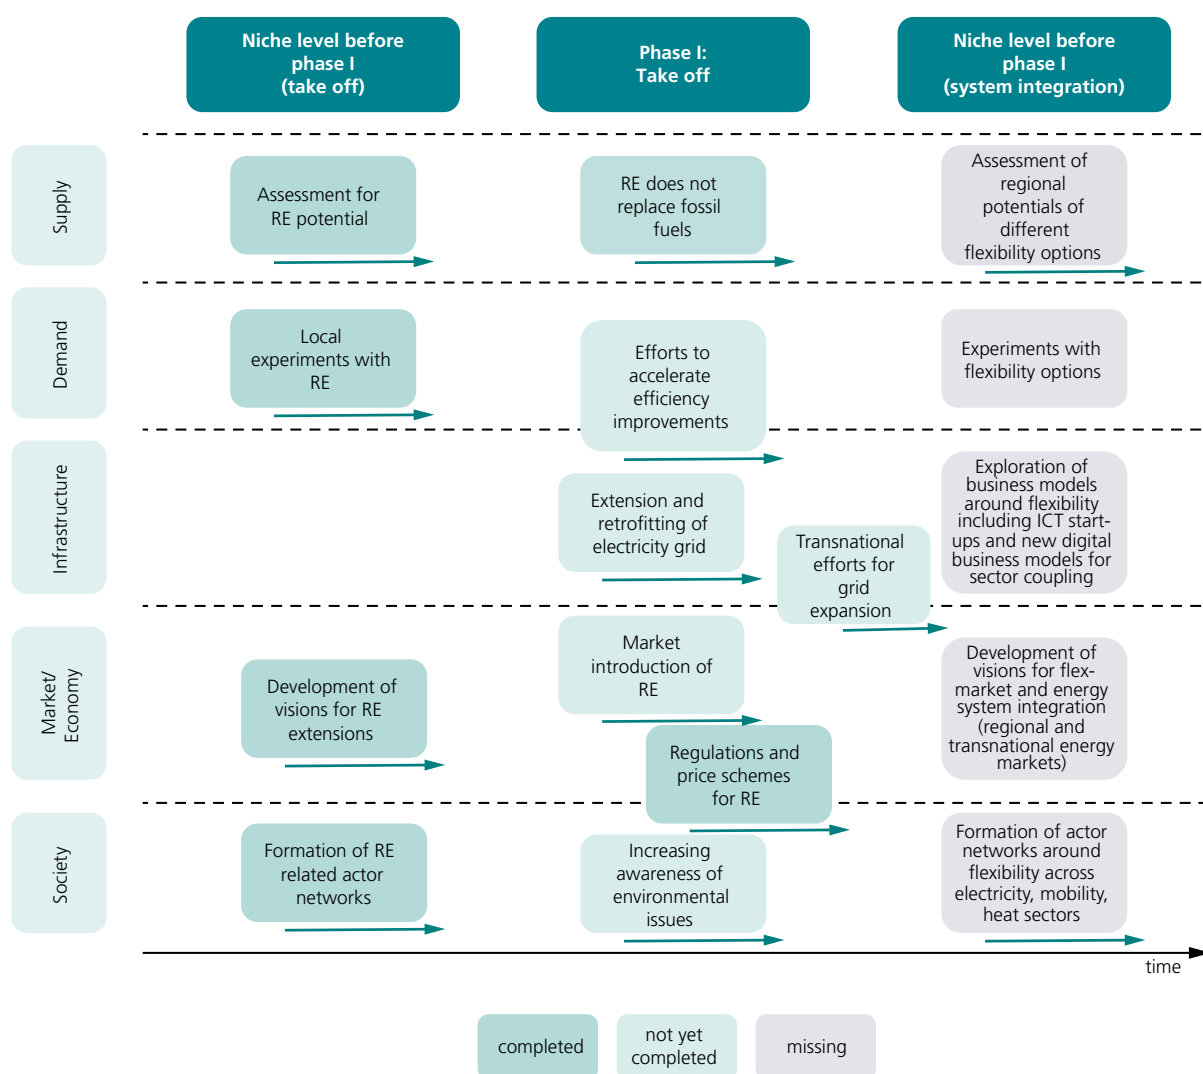 Niche level before
phase I
(take off)
Phase I:
Take off
Niche level before
phase I
(system integration)
Supply
Assessment for
RE potential
RE does not
replace fossil
fuels
Assessment of
regional
potentials of
different
flexibility options
Demand
Local
experiments with
RE
Efforts to
accelerate
efficiency
improvements
Experiments with
flexibility options
Infrastructure
Extension and
retrofitting of
electricity grid
Transnational
efforts for
grid
expansion
Exploration of
business models
around flexibility
including ICT start-
ups and new digital
business models for
sector coupling
Market/
Economy
Development of
visions for RE
extensions
Market
introduction of
RE
Regulations and
price schemes
for RE
Development of
visions for flex-
market and energy
system integration
(regional and
transnational energy
markets)
Society
Formation of RE
related actor
networks
Increasing
awareness of
environmental
issues
Formation of actor
networks around
flexibility across
electricity, mobility,
heat sectors
time
completed
not yet
completed
missing